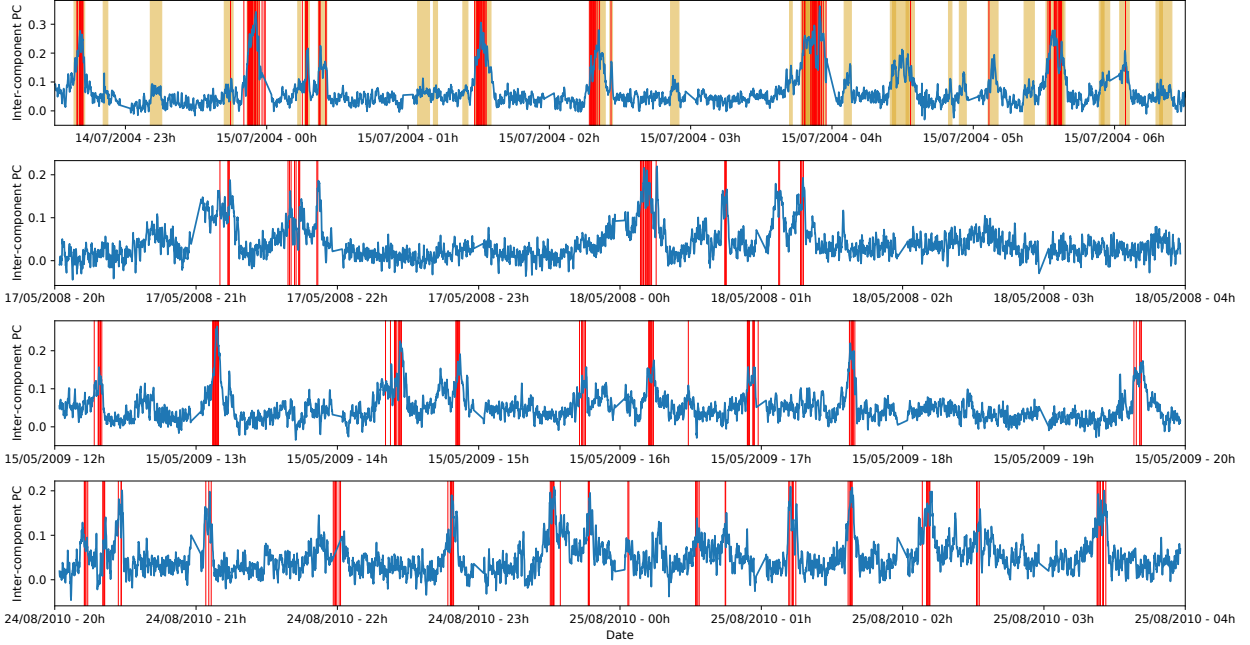 Inter-component PC
0.3
0.2
0.1
0.0
14/07/2004 - 23h 15/07/2004 - 00h 15/07/2004 - 01h 15/07/2004 - 02h 15/07/2004 - 03h 15/07/2004 - 04h 15/07/2004 - 05h 15/07/2004 - 06h
Inter-component PC
0.2
0.1
0.0
17/05/2008 - 20h 17/05/2008 - 21h 17/05/2008 - 22h 17/05/2008 - 23h 18/05/2008 - 00h 18/05/2008 - 01h 18/05/2008 - 02h 18/05/2008 - 03h 18/05/2008 - 04h
Inter-component PC
0.2
0.1
0.0
15/05/2009 - 12h 15/05/2009 - 13h 15/05/2009 - 14h 15/05/2009 - 15h 15/05/2009 - 16h 15/05/2009 - 17h 15/05/2009 - 18h 15/05/2009 - 19h 15/05/2009 - 20h
Inter-component PC
0.2
0.1
0.0
24/08/2010 - 20h 24/08/2010 - 21h 24/08/2010 - 22h 24/08/2010 - 23h 25/08/2010 - 00h 25/08/2010 - 01h 25/08/2010 - 02h 25/08/2010 - 03h 25/08/2010 - 04h
Date